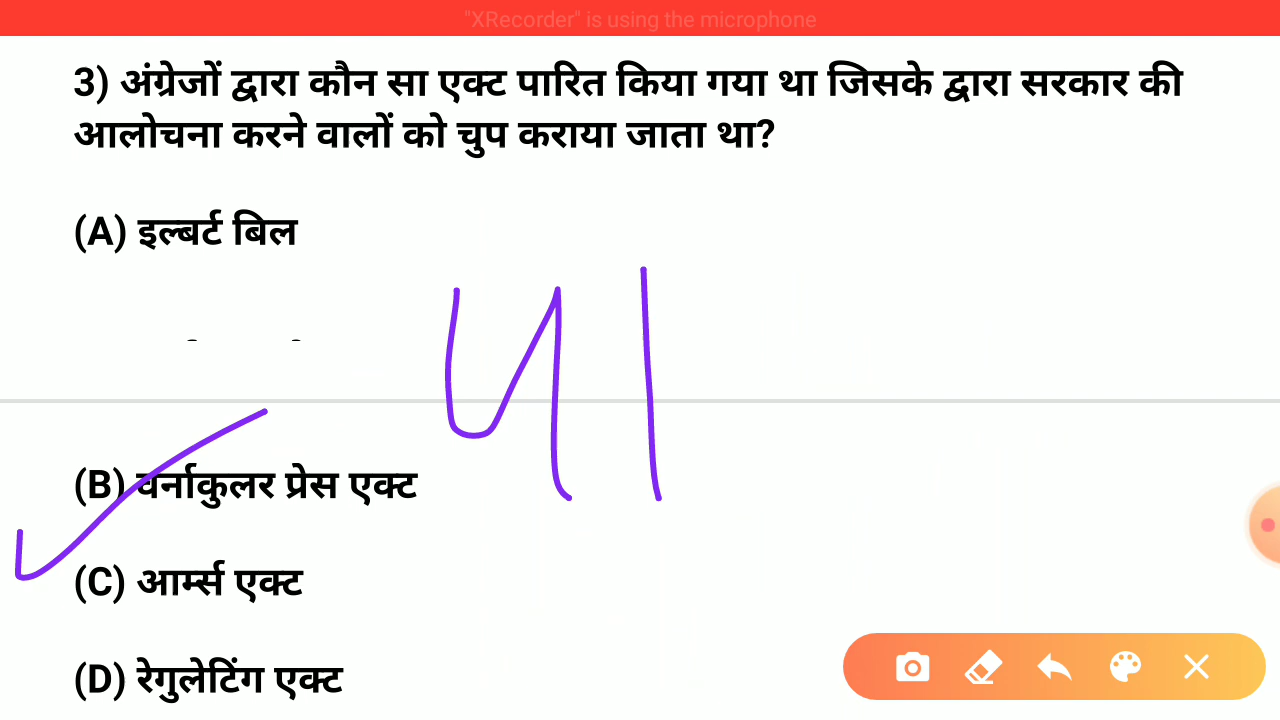 "XRecorder" is using the microphone
3) अंग्रेजों द्वारा कौन सा एक्ट पारित किया गया था जिसके द्वारा सरकार की
आलोचना करने वालों को चुप कराया जाता था?
(A) इल्बर्ट बिल
(B) वर्नाकुलर प्रेस एक्ट
(C) आर्म्स एक्ट
(D) रेगुलेटिंग एक्ट